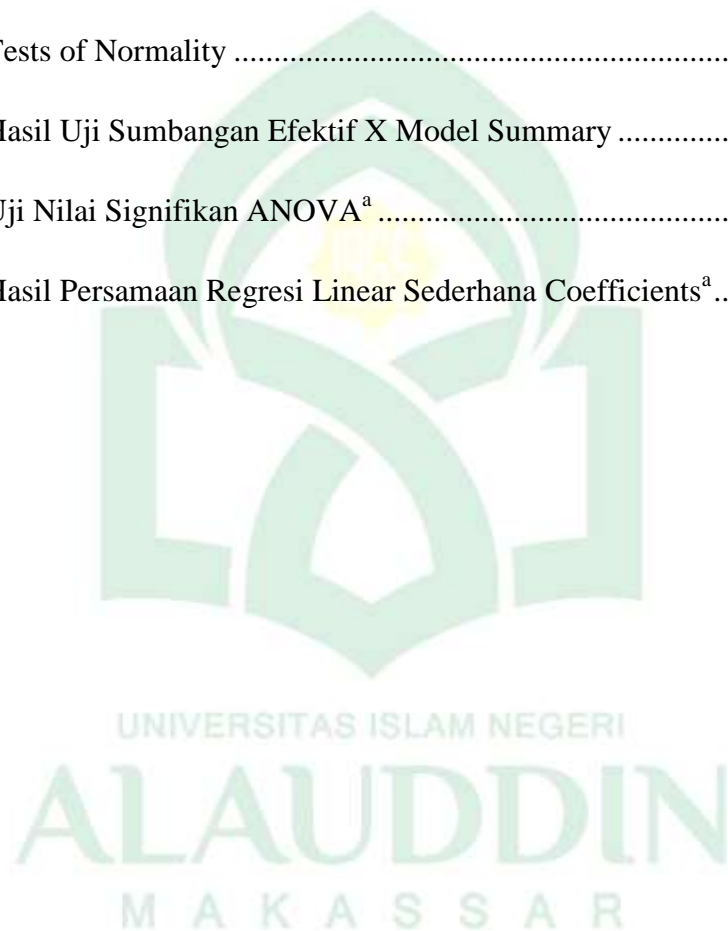 Tests of Normality ........................................................................
Hasil Uji Sumbangan Efektif X Model Summary ...............
Uji Nilai Signifikan ANOVAᵃ ..................................................
Hasil Persamaan Regresi Linear Sederhana Coefficientsᵃ ..
UNIVERSITAS ISLAM NEGERI
ALAUDDIN
MAKASSAR